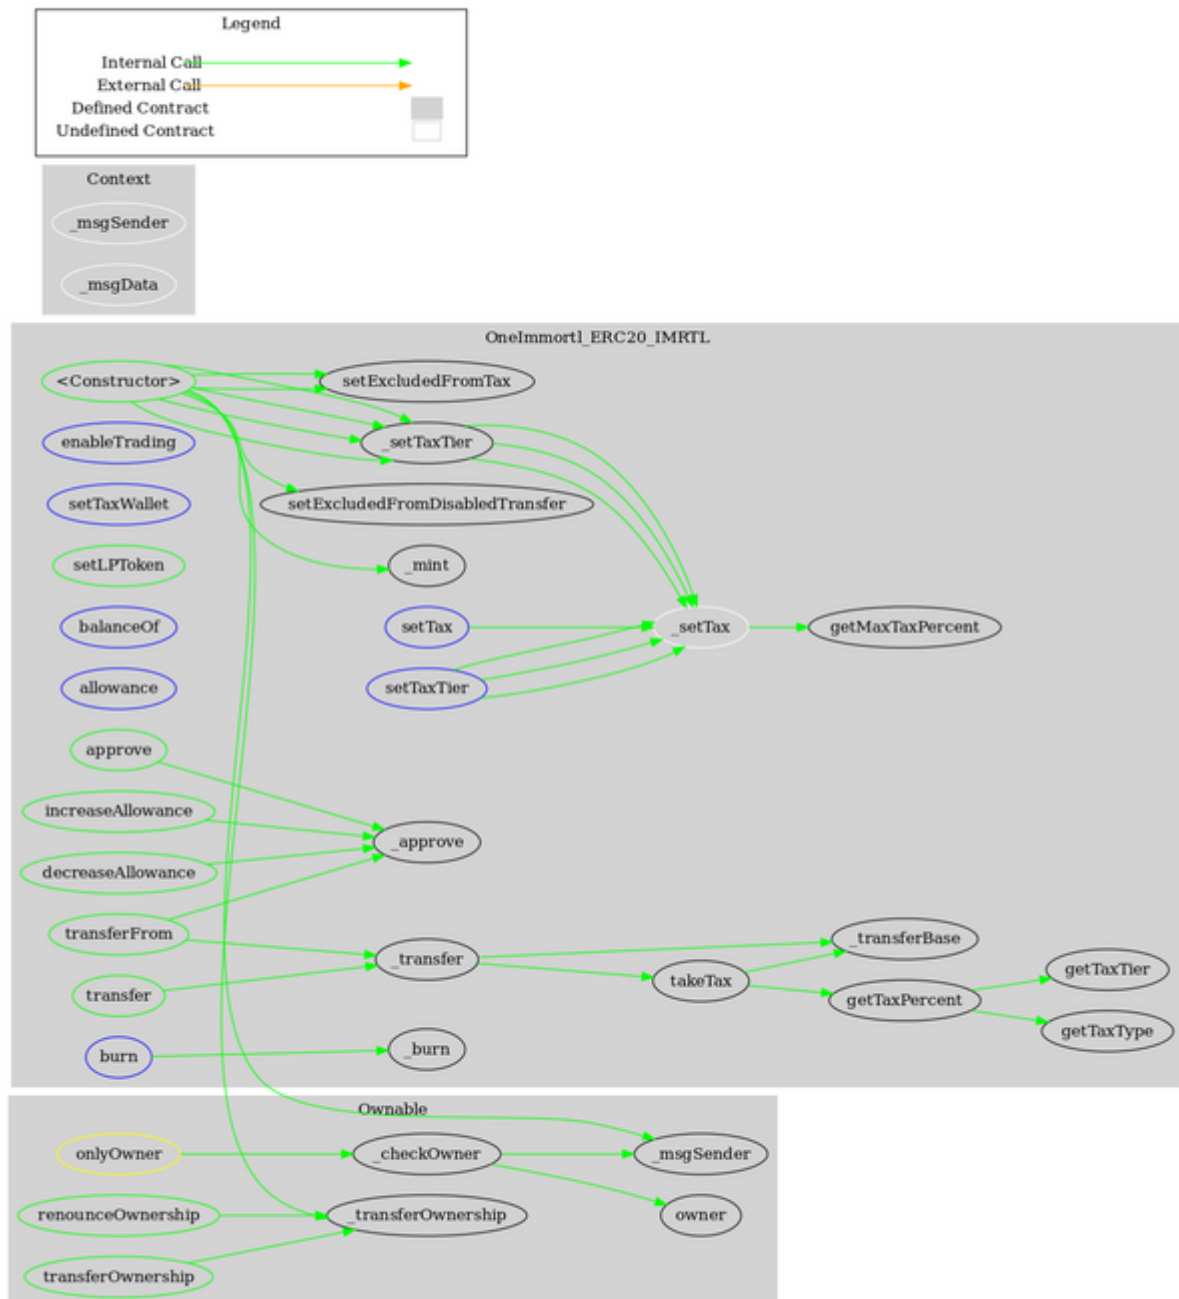 Legend
Internal Call
External Call
Defined Contract
Undefined Contract
Context
_msgSender
_msgData
OneImmortl_ERC20_IMRTL
<Constructor>
setExcludedFromTax
enableTrading
_setTaxTier
setTaxWallet
setExcludedFromDisabledTransfer
setLPToken
_mint
balanceOf
setTax
_setTax
getMaxTaxPercent
allowance
setTaxTier
approve
increaseAllowance
_approve
decreaseAllowance
transferFrom
_transfer
_transferBase
takeTax
getTaxTier
transfer
getTaxPercent
getTaxType
burn
_burn
Ownable
onlyOwner
_checkOwner
_msgSender
renounceOwnership
_transferOwnership
owner
transferOwnership